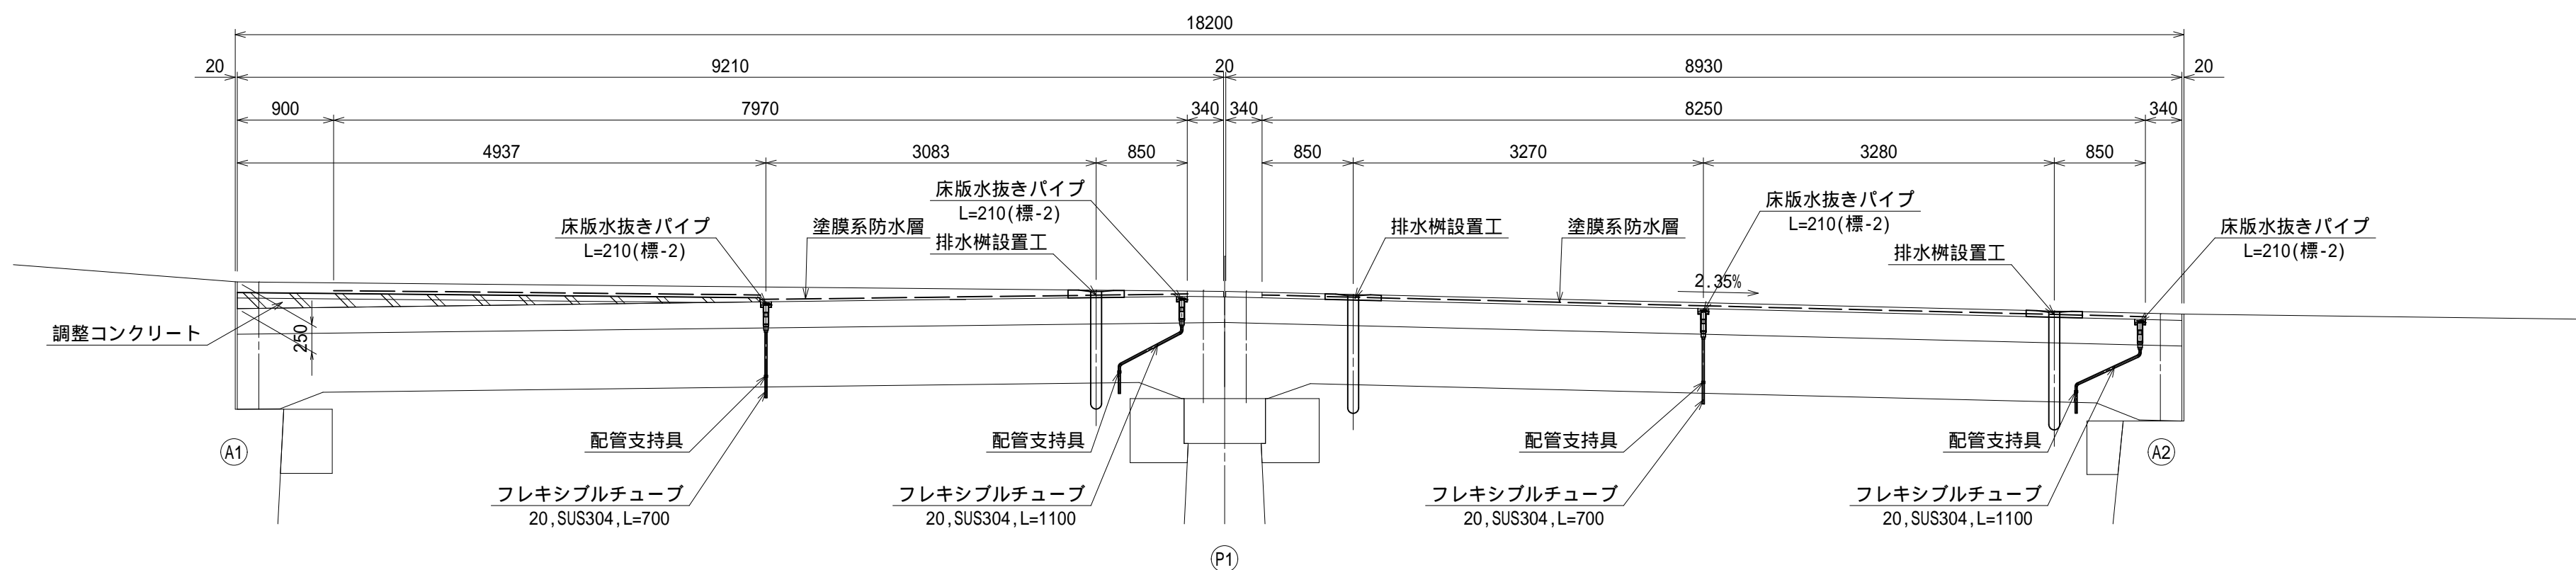 18200
20
9210
20
8930
20
900
7970
340
340
8250
340
4937
3083
850
850
3270
3280
850
床版水抜きパイプ
L=210(標-2)
塗膜系防水層
床版水抜きパイプ
L=210(標-2)
排水桝設置工
排水桝設置工
塗膜系防水層
床版水抜きパイプ
L=210(標-2)
排水桝設置工
床版水抜きパイプ
L=210(標-2)
2.35%
調整コンクリート
250
配管支持具
配管支持具
配管支持具
配管支持具
A1
A2
フレキシブルチューブ
20,SUS304,L=700
フレキシブルチューブ
20,SUS304,L=1100
フレキシブルチューブ
20,SUS304,L=700
フレキシブルチューブ
20,SUS304,L=1100
P1